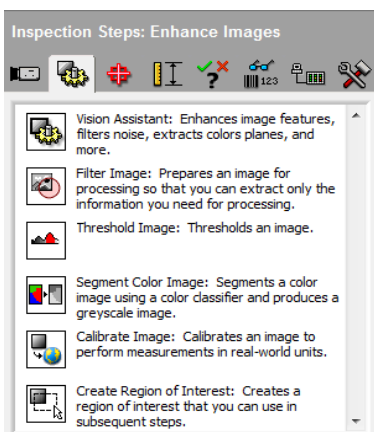 Inspection Steps: Enhance Images
123
Vision Assistant: Enhances image features,
filters noise, extracts colors planes, and
more.
Filter Image: Prepares an image for
processing so that you can extract only the
information you need for processing.
Threshold Image: Thresholds an image.
Segment Color Image: Segments a color
image using a color classifier and produces a
greyscale image.
Calibrate Image: Calibrates an image to
perform measurements in real-world units.
Create Region of Interest: Creates a
region of interest that you can use in
subsequent steps.